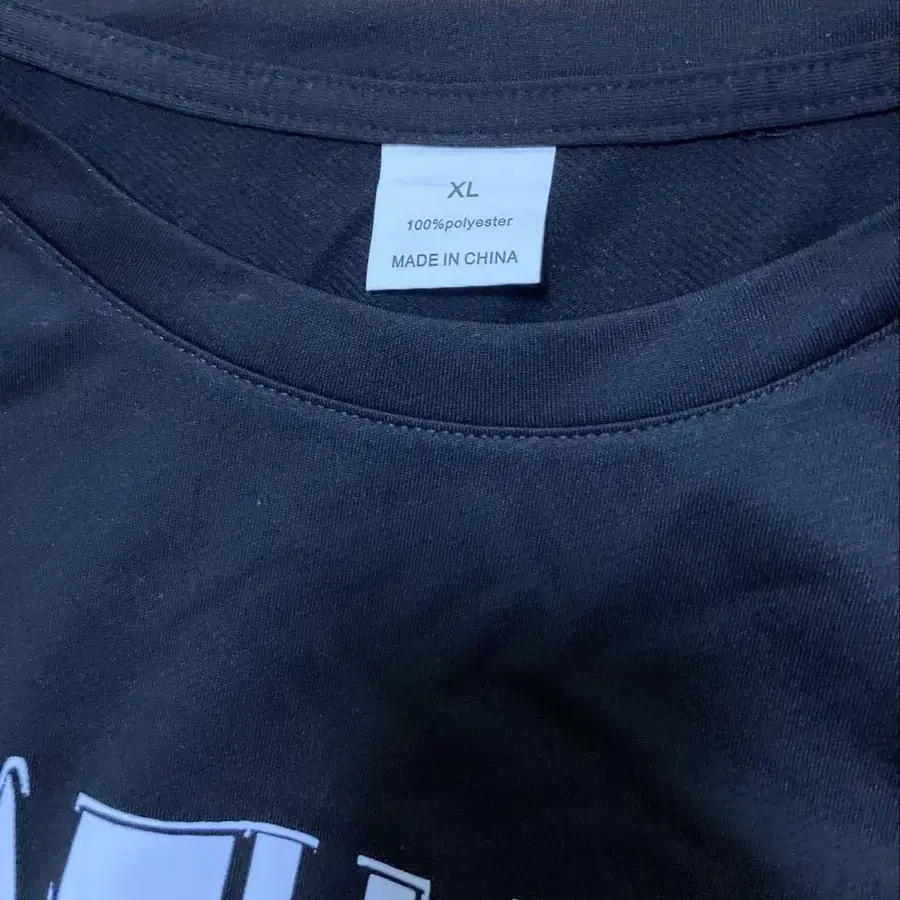 XL
100%polyester
MADE IN CHINA